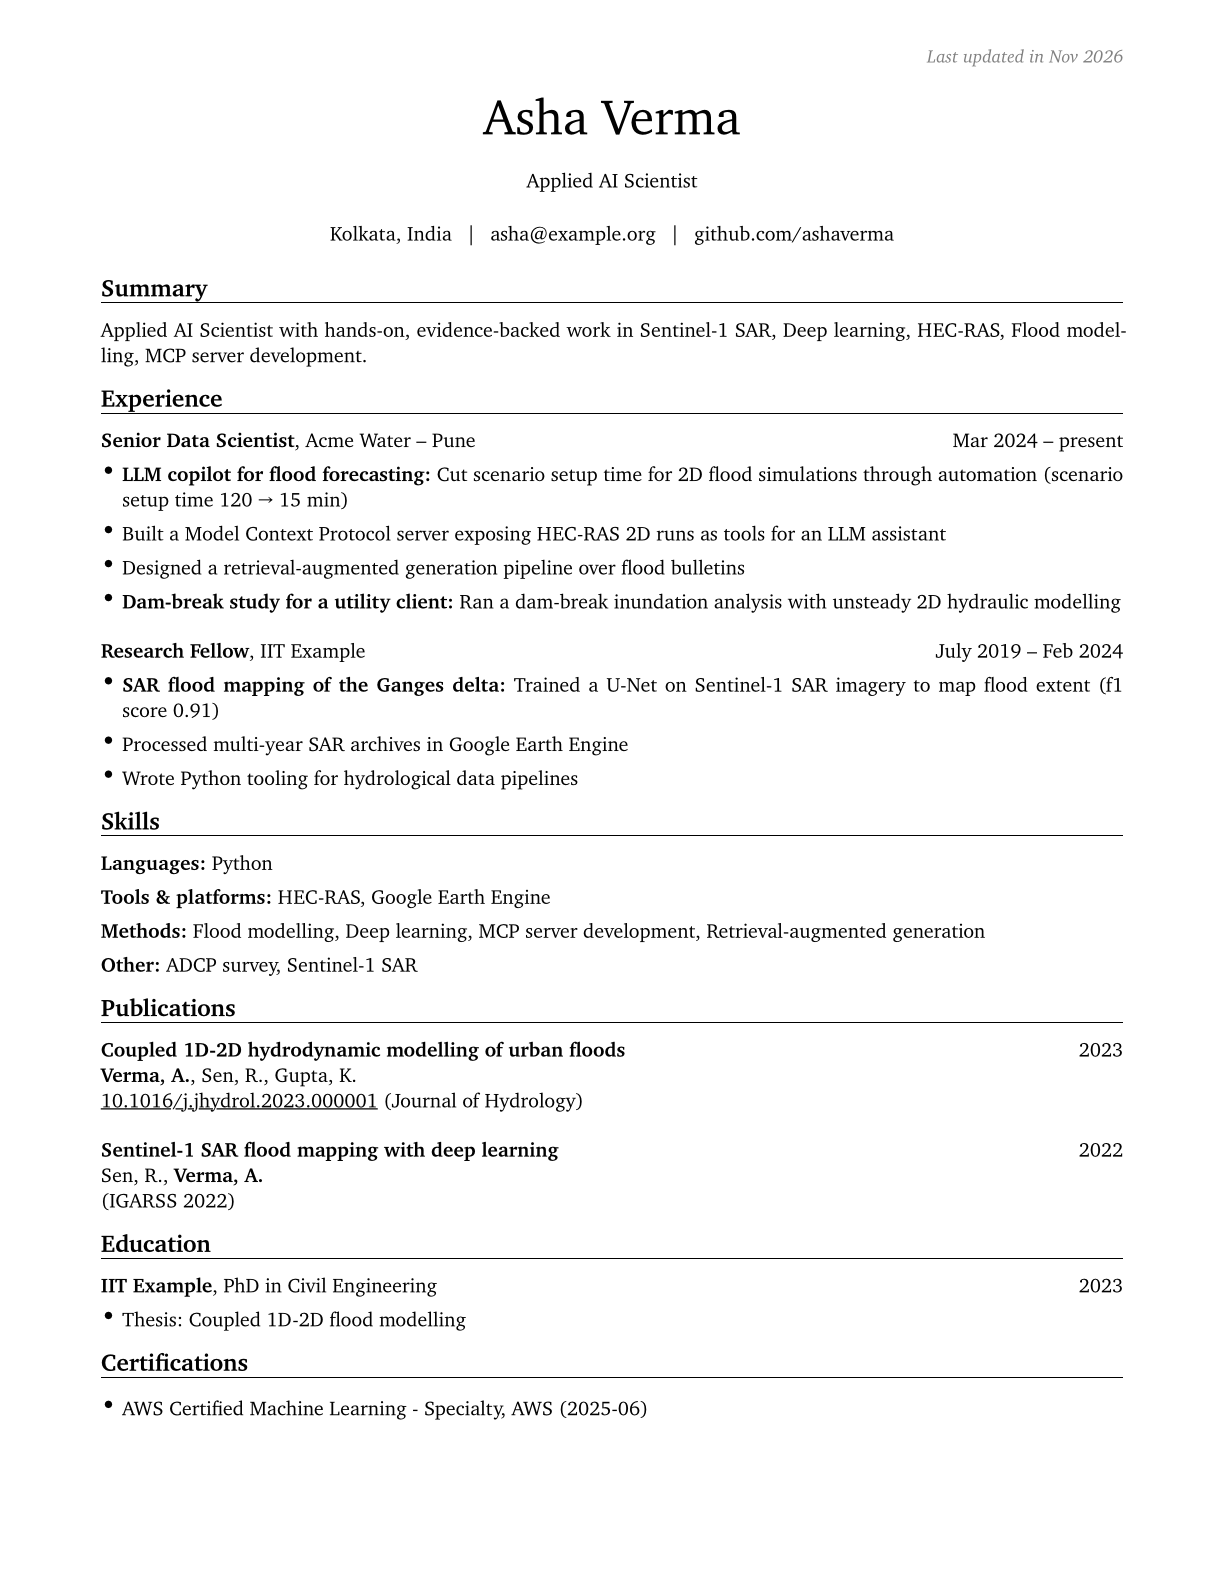 Last updated in Nov 2026
Asha Verma
Applied AI Scientist
Kolkata, India | asha@example.org | github.com/ashaverma
Summary
Applied AI Scientist with hands-on, evidence-backed work in Sentinel-1 SAR, Deep learning, HEC-RAS, Flood model-
ling, MCP server development.
Experience
Senior Data Scientist, Acme Water – Pune Mar 2024 – present
• LLM copilot for flood forecasting: Cut scenario setup time for 2D flood simulations through automation (scenario
setup time 120 → 15 min)
• Built a Model Context Protocol server exposing HEC-RAS 2D runs as tools for an LLM assistant
• Designed a retrieval-augmented generation pipeline over flood bulletins
• Dam-break study for a utility client: Ran a dam-break inundation analysis with unsteady 2D hydraulic modelling
Research Fellow, IIT Example July 2019 – Feb 2024
• SAR flood mapping of the Ganges delta: Trained a U-Net on Sentinel-1 SAR imagery to map flood extent (f1
score 0.91)
• Processed multi-year SAR archives in Google Earth Engine
• Wrote Python tooling for hydrological data pipelines
Skills
Languages: Python
Tools & platforms: HEC-RAS, Google Earth Engine
Methods: Flood modelling, Deep learning, MCP server development, Retrieval-augmented generation
Other: ADCP survey, Sentinel-1 SAR
Publications
Coupled 1D-2D hydrodynamic modelling of urban floods 2023
Verma, A., Sen, R., Gupta, K.
10.1016/j.jhydrol.2023.000001 (Journal of Hydrology)
Sentinel-1 SAR flood mapping with deep learning 2022
Sen, R., Verma, A.
(IGARSS 2022)
Education
IIT Example, PhD in Civil Engineering 2023
• Thesis: Coupled 1D-2D flood modelling
Certifications
• AWS Certified Machine Learning - Specialty, AWS (2025-06)